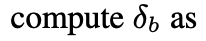 compute δ_b as